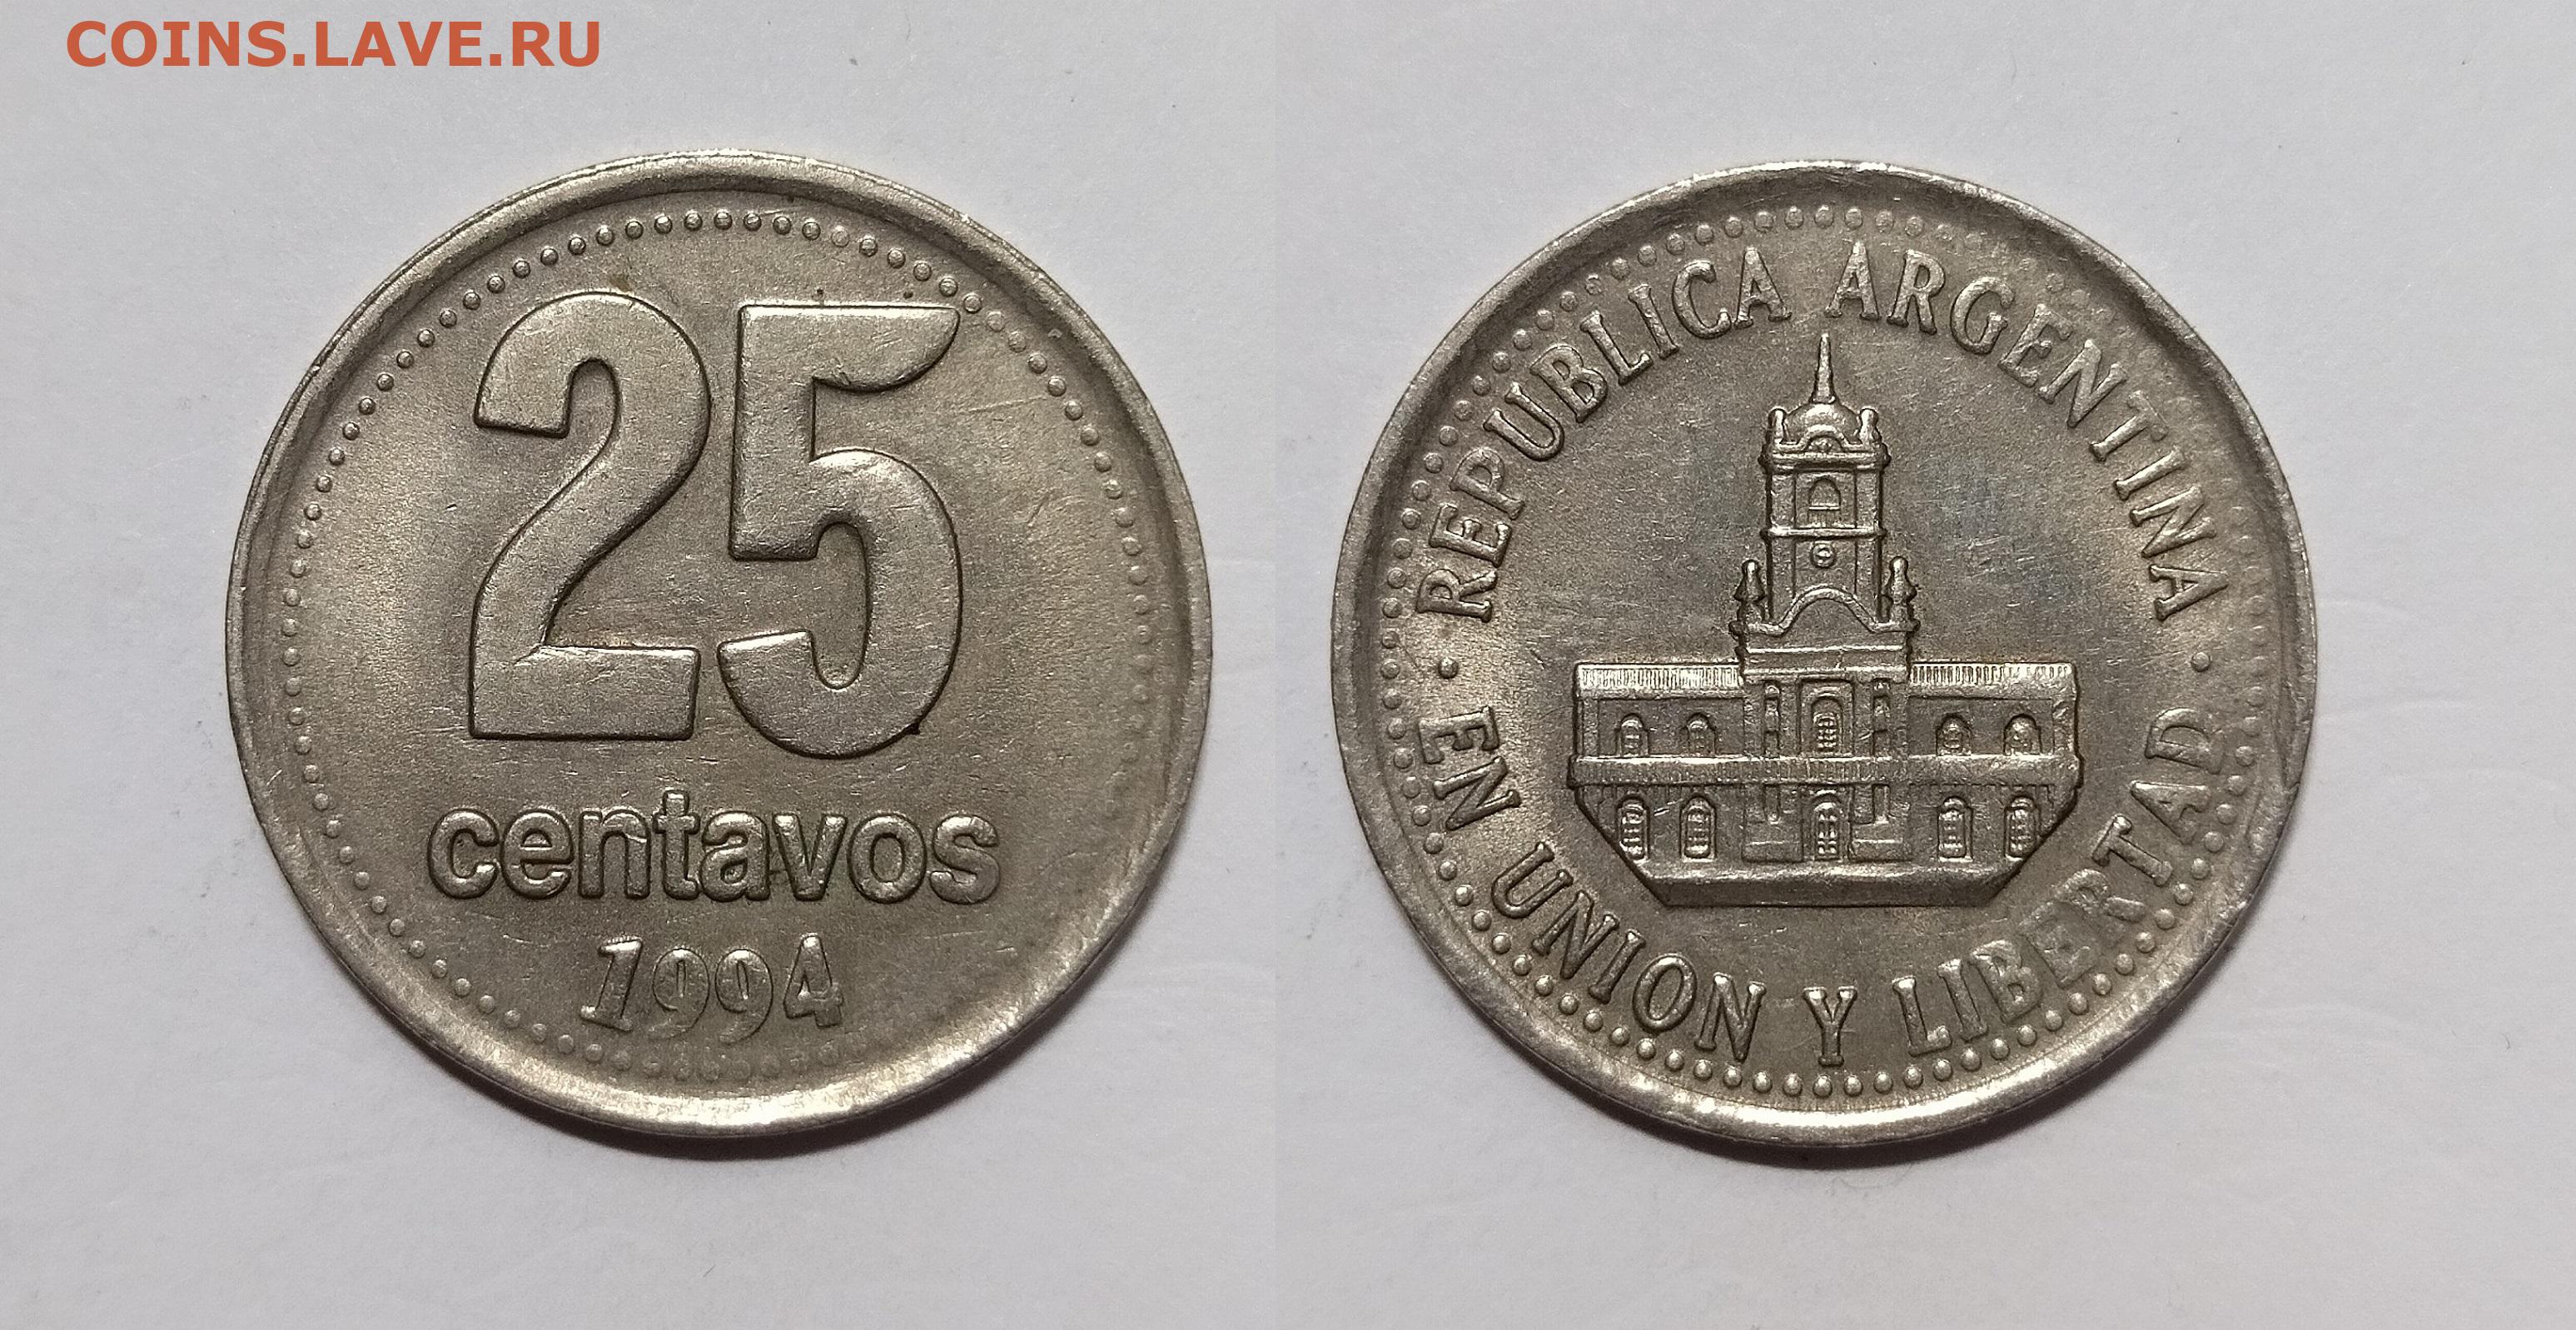 COINS.LAVE.RU
25
centavos
1994
REPUBLICA ARGENTINA
· EN UNION Y LIBERTAD ·